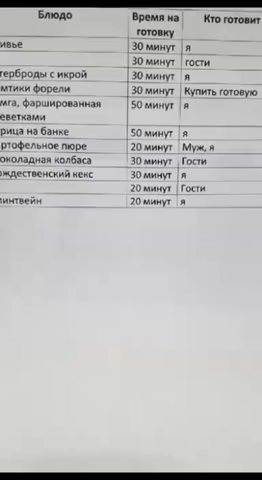 Блюдо Время на Кто готовит
готовку
ивье 30 минут я
30 минут гости
терброды с икрой 30 минут я
мтики форели 30 минут Купить готовую
мга, фаршированная 50 минут я
еветками
рица на банке 50 минут я
ртофельное пюре 20 минут Муж, я
околадная колбаса 30 минут Гости
ждественский кекс 30 минут я
20 минут Гости
интвейн 20 минут я